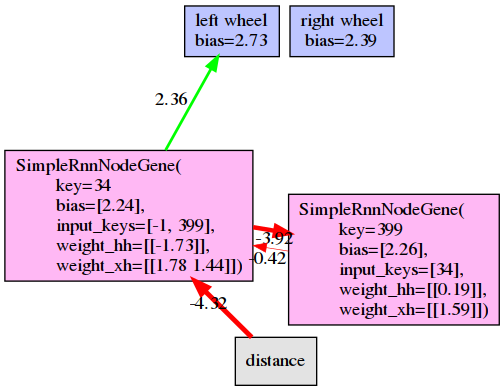 left wheel
bias=2.73
right wheel
bias=2.39
2.36
SimpleRnnNodeGene(
key=34
bias=[2.24],
input_keys=[-1, 399],
weight_hh=[[-1.73]],
weight_xh=[[1.78 1.44]])
-3.92
-0.42
SimpleRnnNodeGene(
key=399
bias=[2.26],
input_keys=[34],
weight_hh=[[0.19]],
weight_xh=[[1.59]])
-4.32
distance